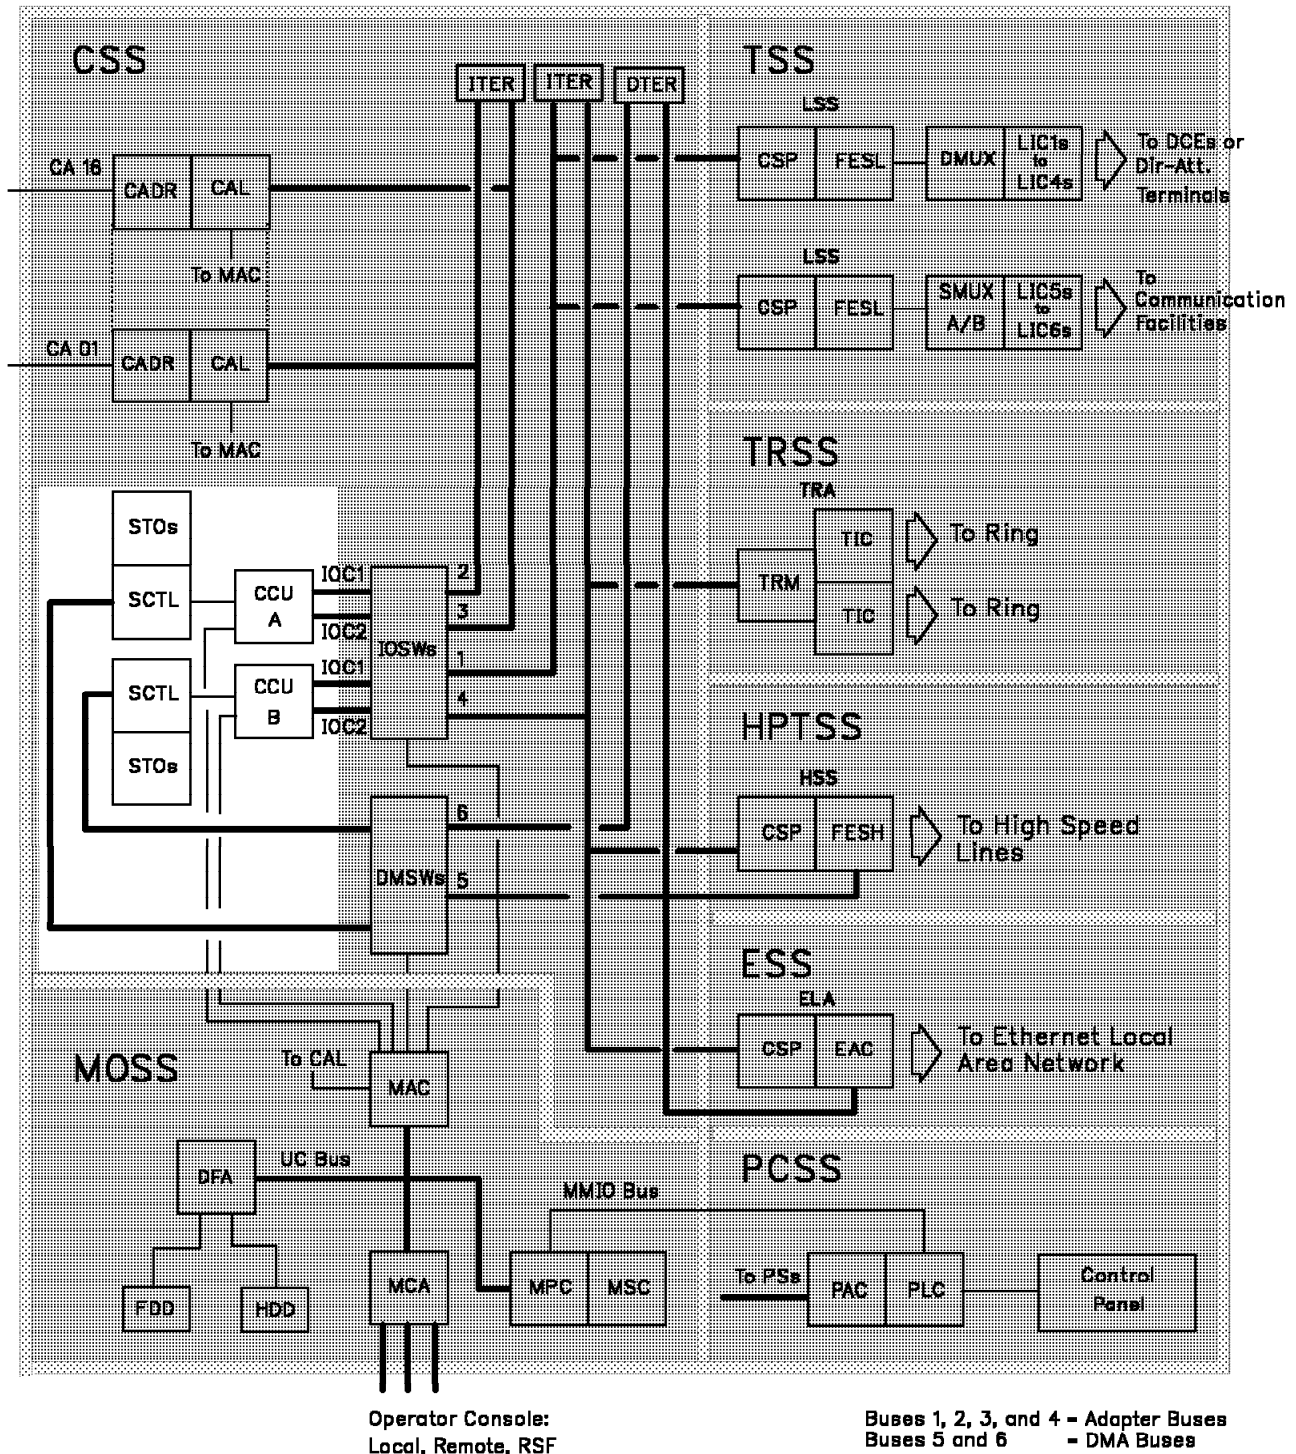 CSS
ITER
ITER
DTER
CA 16
CADR
CAL
To MAC
CA 01
CADR
CAL
To MAC
STOs
SCTL
CCU
A
IOC1
IOC2
SCTL
CCU
B
IOC1
IOC2
STOs
IOSWs
2
3
1
4
DMSWs
6
5
TSS
LSS
CSP
FESL
DMUX
LIC1s
to
LIC4s
To DCEs or
Dir-Att.
Terminals
LSS
CSP
FESL
SMUX
A/B
LIC5s
to
LIC6s
To
Communication
Facilities
TRSS
TRA
TRM
TIC
To Ring
TIC
To Ring
HPTSS
HSS
CSP
FESH
To High Speed
Lines
ESS
ELA
CSP
EAC
To Ethernet Local
Area Network
MOSS
To CAL
MAC
DFA
UC Bus
FDD
HDD
MCA
MMIO Bus
MPC
MSC
PCSS
To PSs
PAC
PLC
Control
Panel
Operator Console:
Local, Remote, RSF
Buses 1, 2, 3, and 4 = Adapter Buses
Buses 5 and 6 = DMA Buses